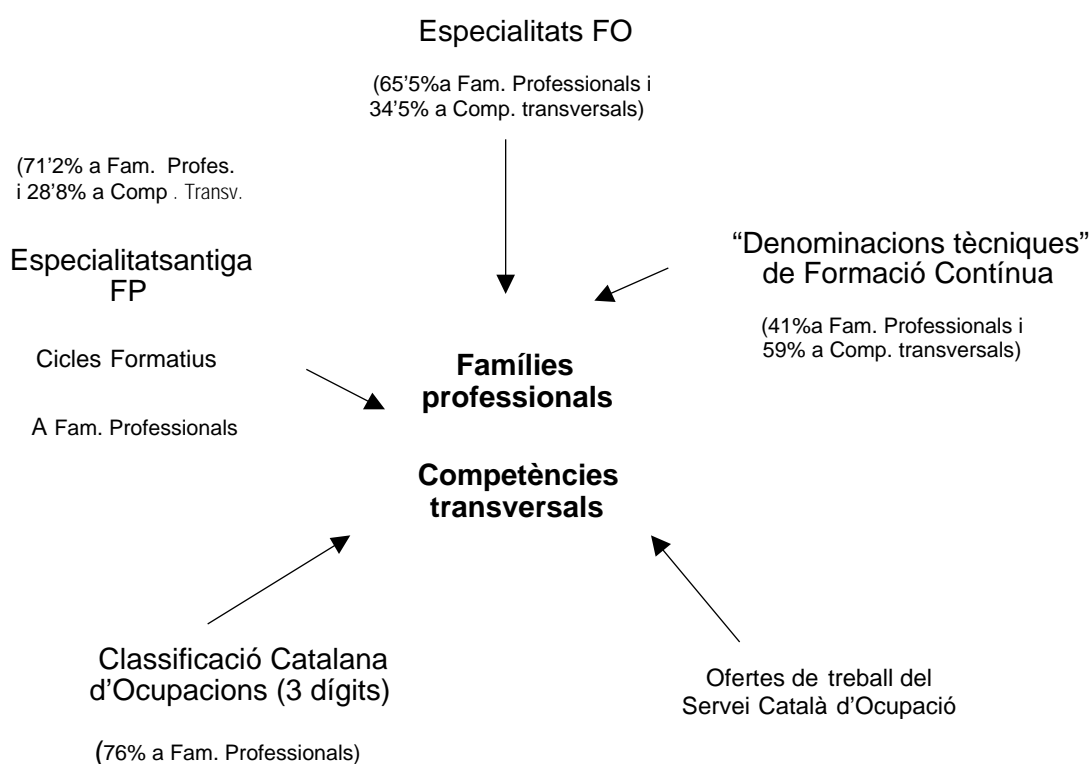 Especialitats FO
(65'5%a Fam. Professionals i
34'5% a Comp. transversals)
(71'2% a Fam. Profes.
i 28'8% a Comp . Transv.
Especialitatsantiga
FP
Cicles Formatius
A Fam. Professionals
“Denominacions tècniques”
de Formació Contínua
(41%a Fam. Professionals i
59% a Comp. transversals)
Famílies
professionals
Competències
transversals
Classificació Catalana
d’Ocupacions (3 dígits)
(76% a Fam. Professionals)
Ofertes de treball del
Servei Català d’Ocupació